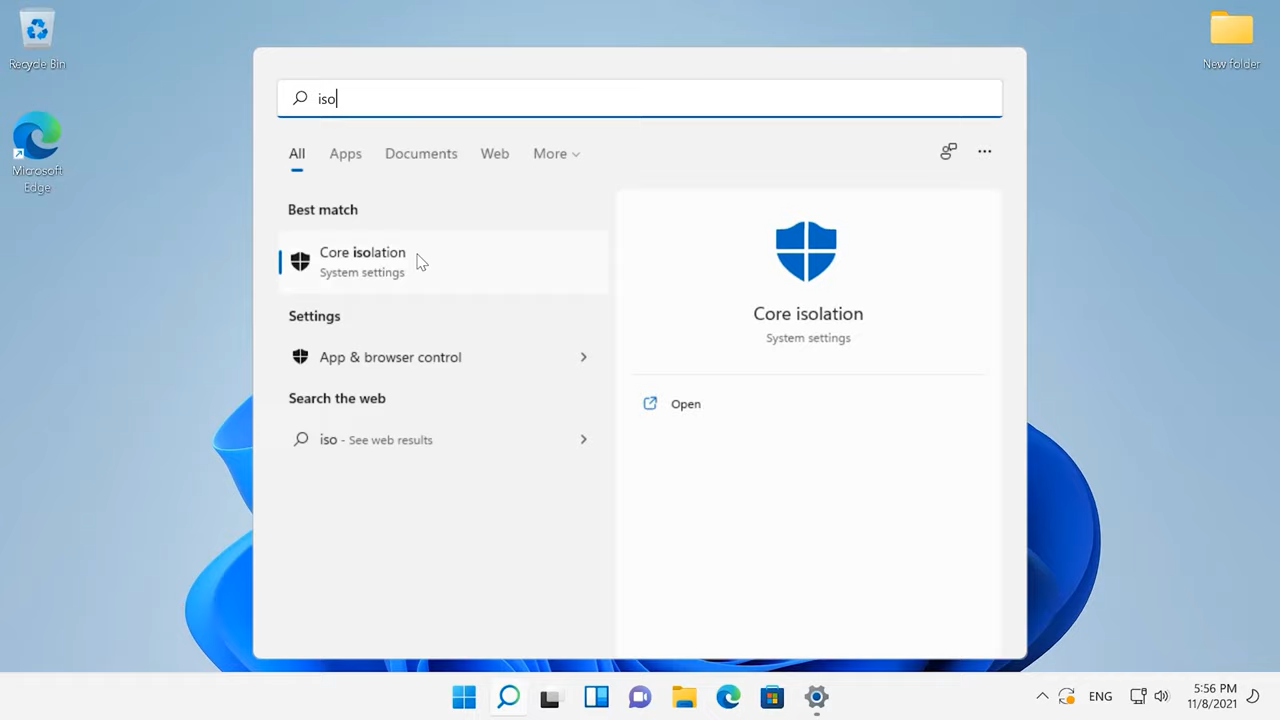 Recycle Bin
New folder
Microsoft Edge
iso
All Apps Documents Web More
Best match
Core isolation
System settings
Settings
App & browser control
Search the web
iso - See web results
Core isolation
System settings
Open
ENG
5:56 PM
11/8/2021